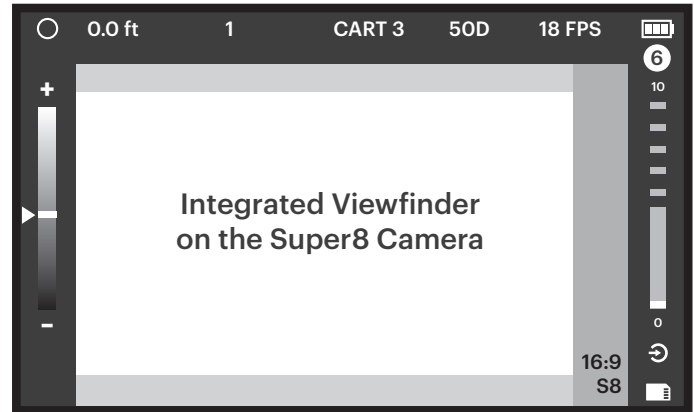 0.0 ft 1 CART 3 50D 18 FPS
6
+
10
Integrated Viewfinder
on the Super8 Camera
-
0
16:9
S8